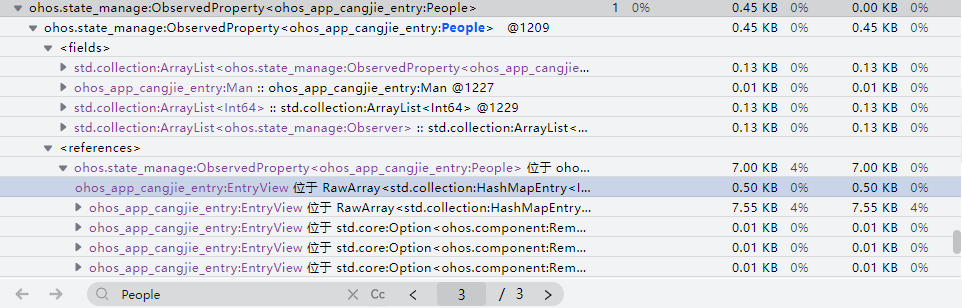 ohos.state_manage:ObservedProperty<ohos_app_cangjie_entry:People> 1 0% 0.45 KB 0% 0.00 KB 0%
ohos.state_manage:ObservedProperty<ohos_app_cangjie_entry:People> @1209 0.45 KB 0% 0.45 KB 0%
<fields>
std.collection:ArrayList<ohos.state_manage:ObservedProperty<ohos_app_cangjie... 0.13 KB 0% 0.13 KB 0%
ohos_app_cangjie_entry:Man :: ohos_app_cangjie_entry:Man @1227 0.01 KB 0% 0.01 KB 0%
std.collection:ArrayList<Int64> :: std.collection:ArrayList<Int64> @1229 0.13 KB 0% 0.13 KB 0%
std.collection:ArrayList<ohos.state_manage:Observer> :: std.collection:ArrayList<... 0.13 KB 0% 0.13 KB 0%
<references>
ohos.state_manage:ObservedProperty<ohos_app_cangjie_entry:People> 位于 oho... 7.00 KB 4% 7.00 KB 0%
ohos_app_cangjie_entry:EntryView 位于 RawArray<std.collection:HashMapEntry<I... 0.50 KB 0% 0.50 KB 0%
ohos_app_cangjie_entry:EntryView 位于 RawArray<std.collection:HashMapEntry... 7.55 KB 4% 7.55 KB 4%
ohos_app_cangjie_entry:EntryView 位于 std.core:Option<ohos.component:Rem... 0.01 KB 0% 0.01 KB 0%
ohos_app_cangjie_entry:EntryView 位于 std.core:Option<ohos.component:Rem... 0.01 KB 0% 0.01 KB 0%
ohos_app_cangjie_entry:EntryView 位于 std.core:Option<ohos.component:Rem... 0.01 KB 0% 0.01 KB 0%
People Cc 3 / 3